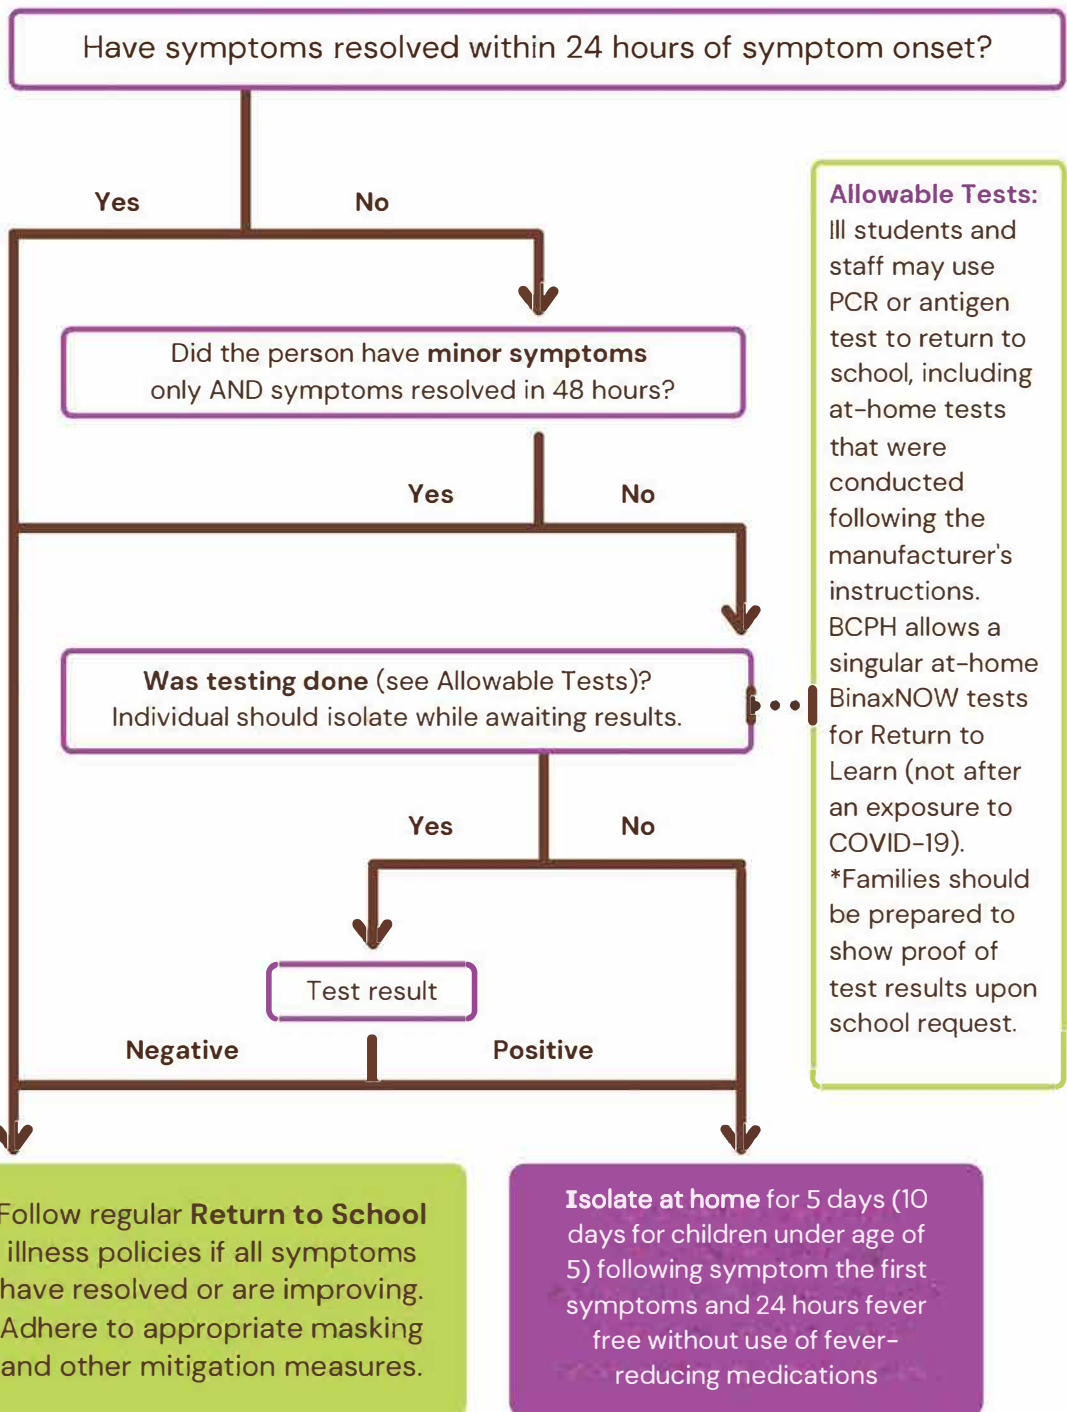 Have symptoms resolved within 24 hours of symptom onset?
Yes
No
Did the person have minor symptoms
only AND symptoms resolved in 48 hours?
Yes
No
Was testing done (see Allowable Tests)?
Individual should isolate while awaiting results.
Yes
No
Test result
Negative
Positive
Allowable Tests:
Ill students and
staff may use
PCR or antigen
test to return to
school, including
at-home tests
that were
conducted
following the
manufacturer's
instructions.
BCPH allows a
singular at-home
BinaxNOW tests
for Return to
Learn (not after
an exposure to
COVID-19).
*Families should
be prepared to
show proof of
test results upon
school request.
Follow regular Return to School
illness policies if all symptoms
have resolved or are improving.
Adhere to appropriate masking
and other mitigation measures.
Isolate at home for 5 days (10
days for children under age of
5) following symptom the first
symptoms and 24 hours fever
free without use of fever-
reducing medications